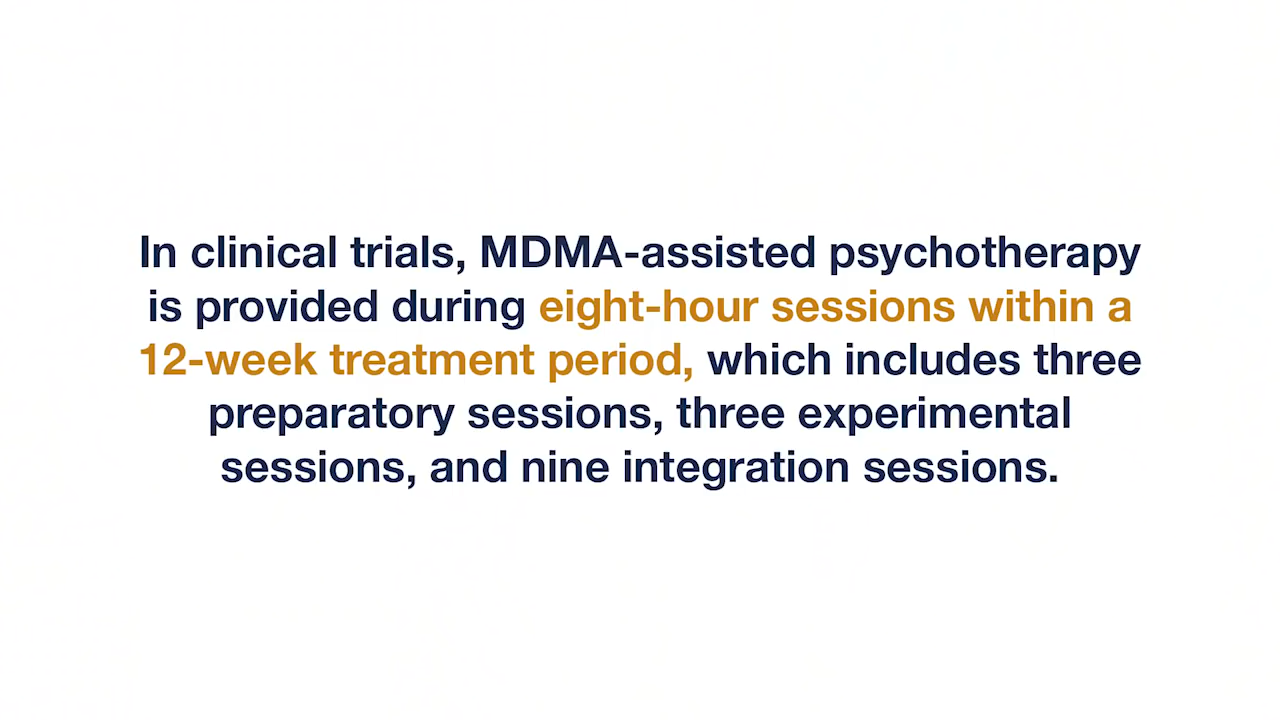 In clinical trials, MDMA-assisted psychotherapy
is provided during eight-hour sessions within a
12-week treatment period, which includes three
preparatory sessions, three experimental
sessions, and nine integration sessions.